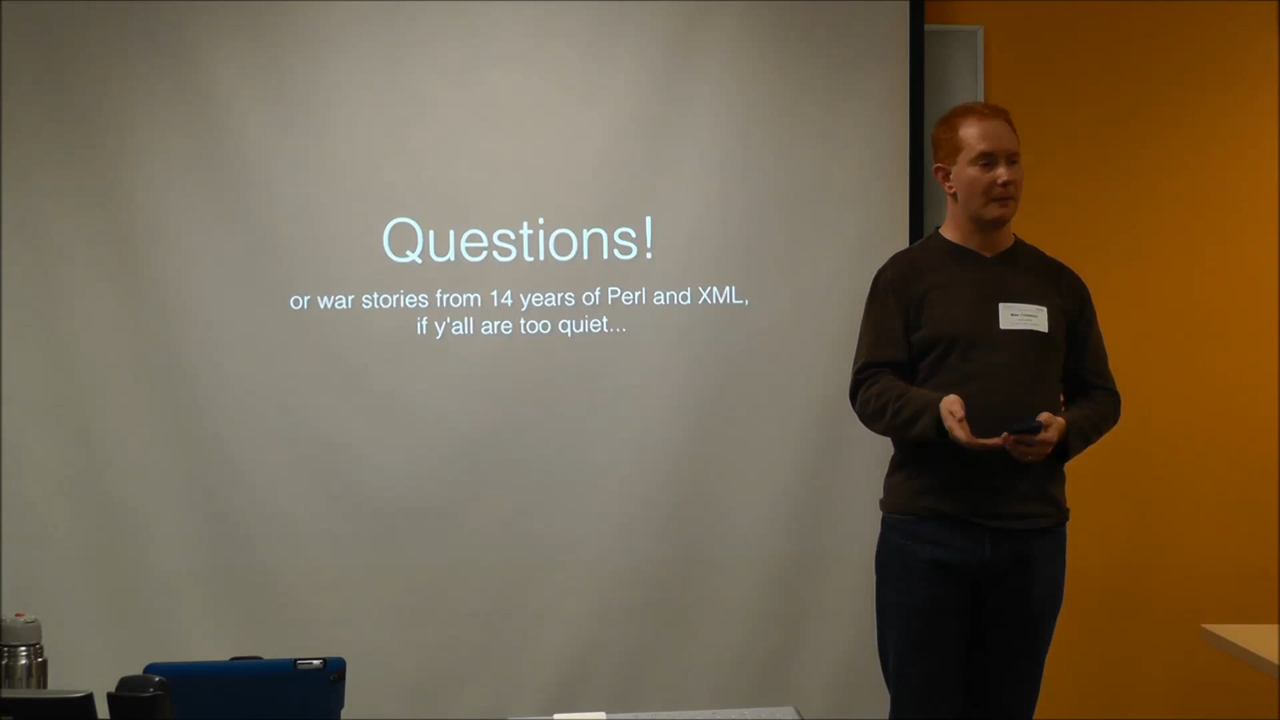 Questions!
or war stories from 14 years of Perl and XML,
if y'all are too quiet...